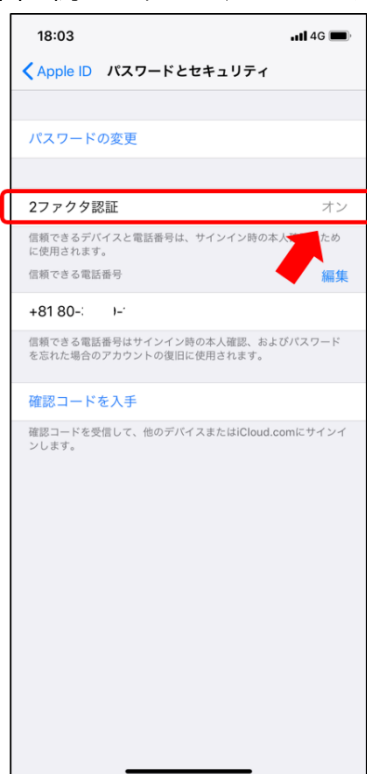 18:03 4G
Apple ID パスワードとセキュリティ
パスワードの変更
2ファクタ認証 オン
信頼できるデバイスと電話番号は、サインイン時の本人 ため
に使用されます。
信頼できる電話番号 編集
+81 80-
信頼できる電話番号はサインイン時の本人確認、およびパスワード
を忘れた場合のアカウントの復旧に使用されます。
確認コードを入手
確認コードを受信して、他のデバイスまたはiCloud.comにサインイ
ンします。